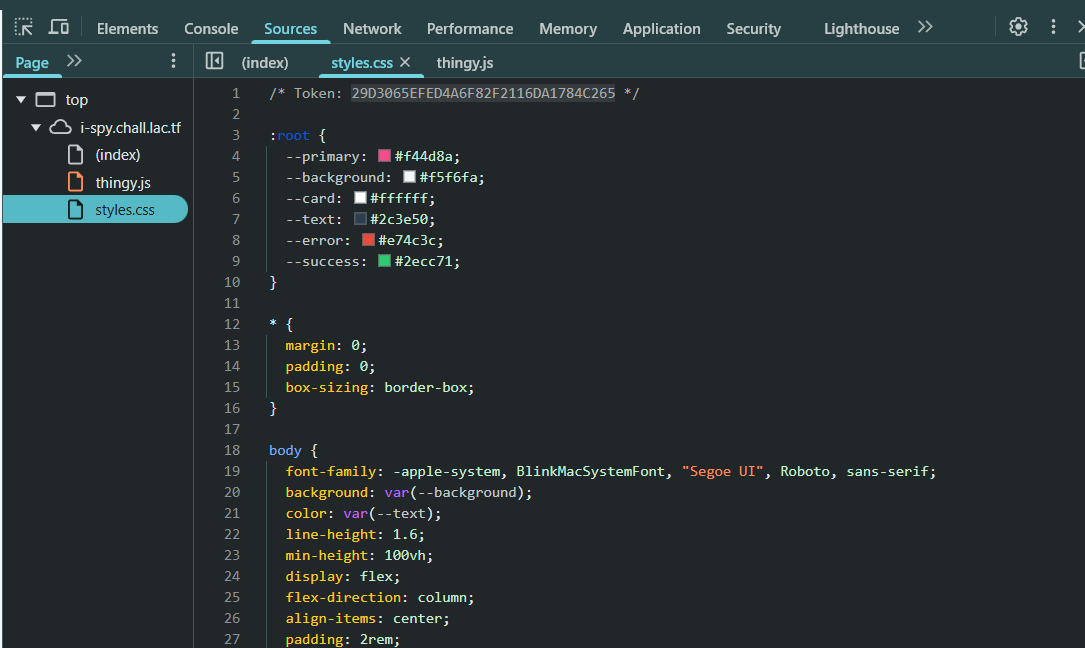 Elements Console Sources Network Performance Memory Application Security Lighthouse
Page (index) styles.css thingy.js
top
i-spy.chall.lac.tf
(index)
thingy.js
styles.css
1 /* Token: 29D3065EFED4A6F82F2116DA1784C265 */
2
3 :root {
4 --primary: #f44d8a;
5 --background: #f5f6fa;
6 --card: #ffffff;
7 --text: #2c3e50;
8 --error: #e74c3c;
9 --success: #2ecc71;
10 }
11
12 * {
13 margin: 0;
14 padding: 0;
15 box-sizing: border-box;
16 }
17
18 body {
19 font-family: -apple-system, BlinkMacSystemFont, "Segoe UI", Roboto, sans-serif;
20 background: var(--background);
21 color: var(--text);
22 line-height: 1.6;
23 min-height: 100vh;
24 display: flex;
25 flex-direction: column;
26 align-items: center;
27 padding: 2rem;